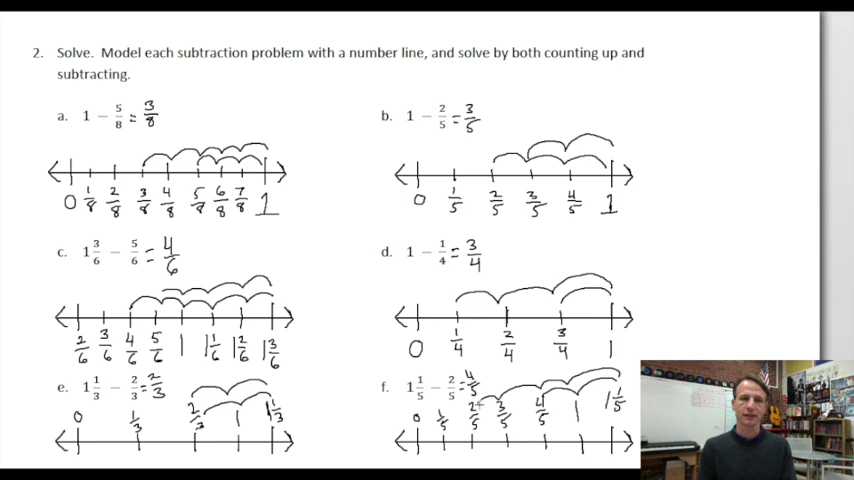 2. Solve. Model each subtraction problem with a number line, and solve by both counting up and
subtracting.
a. 1 - 5/8 = 3/8
0 1/8 2/8 3/8 4/8 5/8 6/8 7/8 1
b. 1 - 2/5 = 3/5
0 1/5 2/5 3/5 4/5 1
c. 1 3/6 - 5/6 = 4/6
2/6 3/6 4/6 5/6 1 1 1/6 1 2/6 1 3/6
d. 1 - 1/4 = 3/4
0 1/4 2/4 3/4 1
e. 1 1/3 - 2/3 = 2/3
0 1/3 2/3 1 1 1/3
f. 1 1/5 - 2/5 = 4/5
0 1/5 2/5 3/5 4/5 1 1 1/5